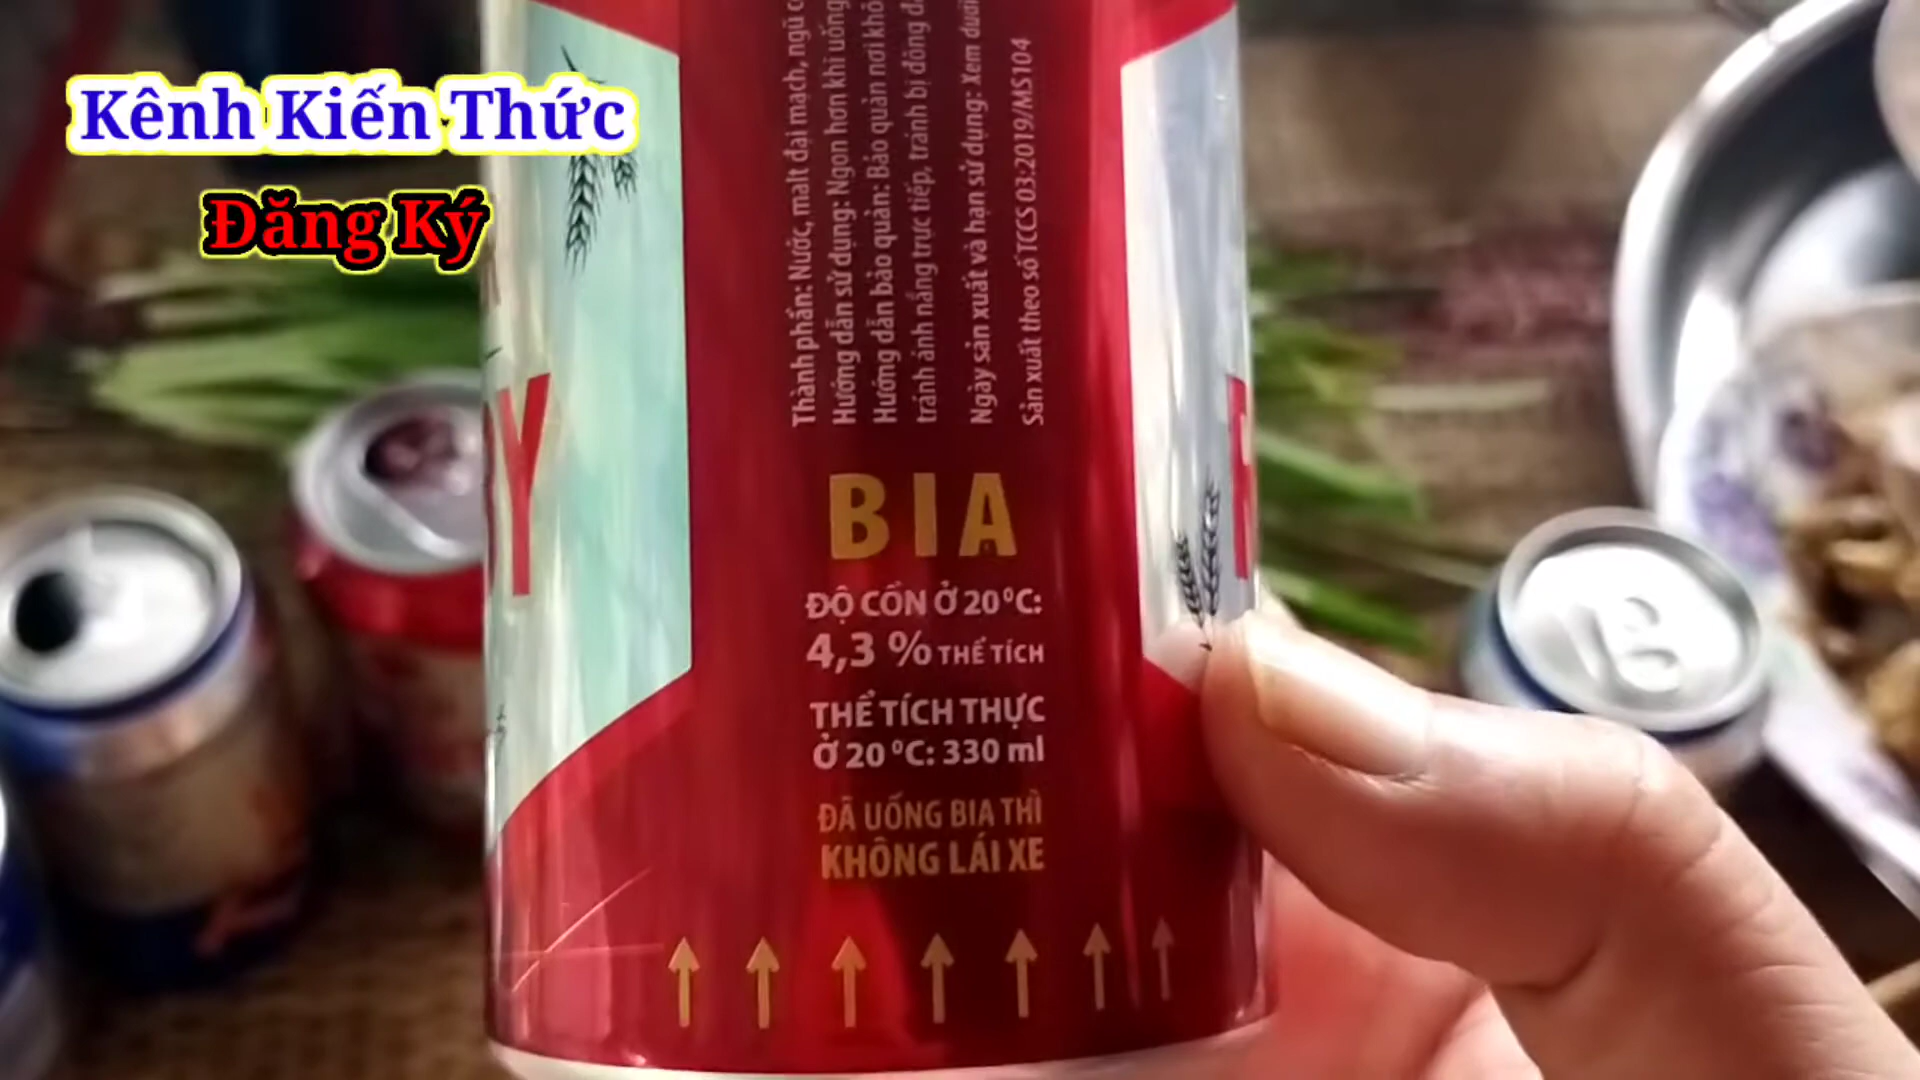 Kênh Kiến Thức
Đăng Ký
Y
Thành phần: Nước, malt đại mạch, ngũ
Hướng dẫn sử dụng: Ngon hơn khi uống
Hướng dẫn bảo quản: Bảo quản nơi
tránh ánh nắng trực tiếp, tránh bị đông
Ngày sản xuất và hạn sử dụng: Xem dưới
Sản xuất theo số TCCS 03:2019/MS104
BIA
ĐỘ CỒN Ở 20°C:
4,3 % THỂ TÍCH
THỂ TÍCH THỰC
Ở 20 °C: 330 ml
ĐÃ UỐNG BIA THÌ
KHÔNG LÁI XE